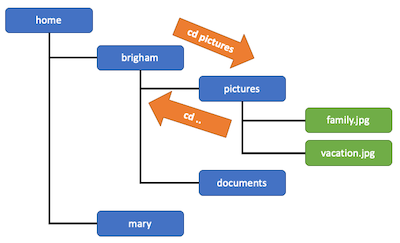 home
cd pictures
brigham
pictures
cd ..
family.jpg
vacation.jpg
documents
mary